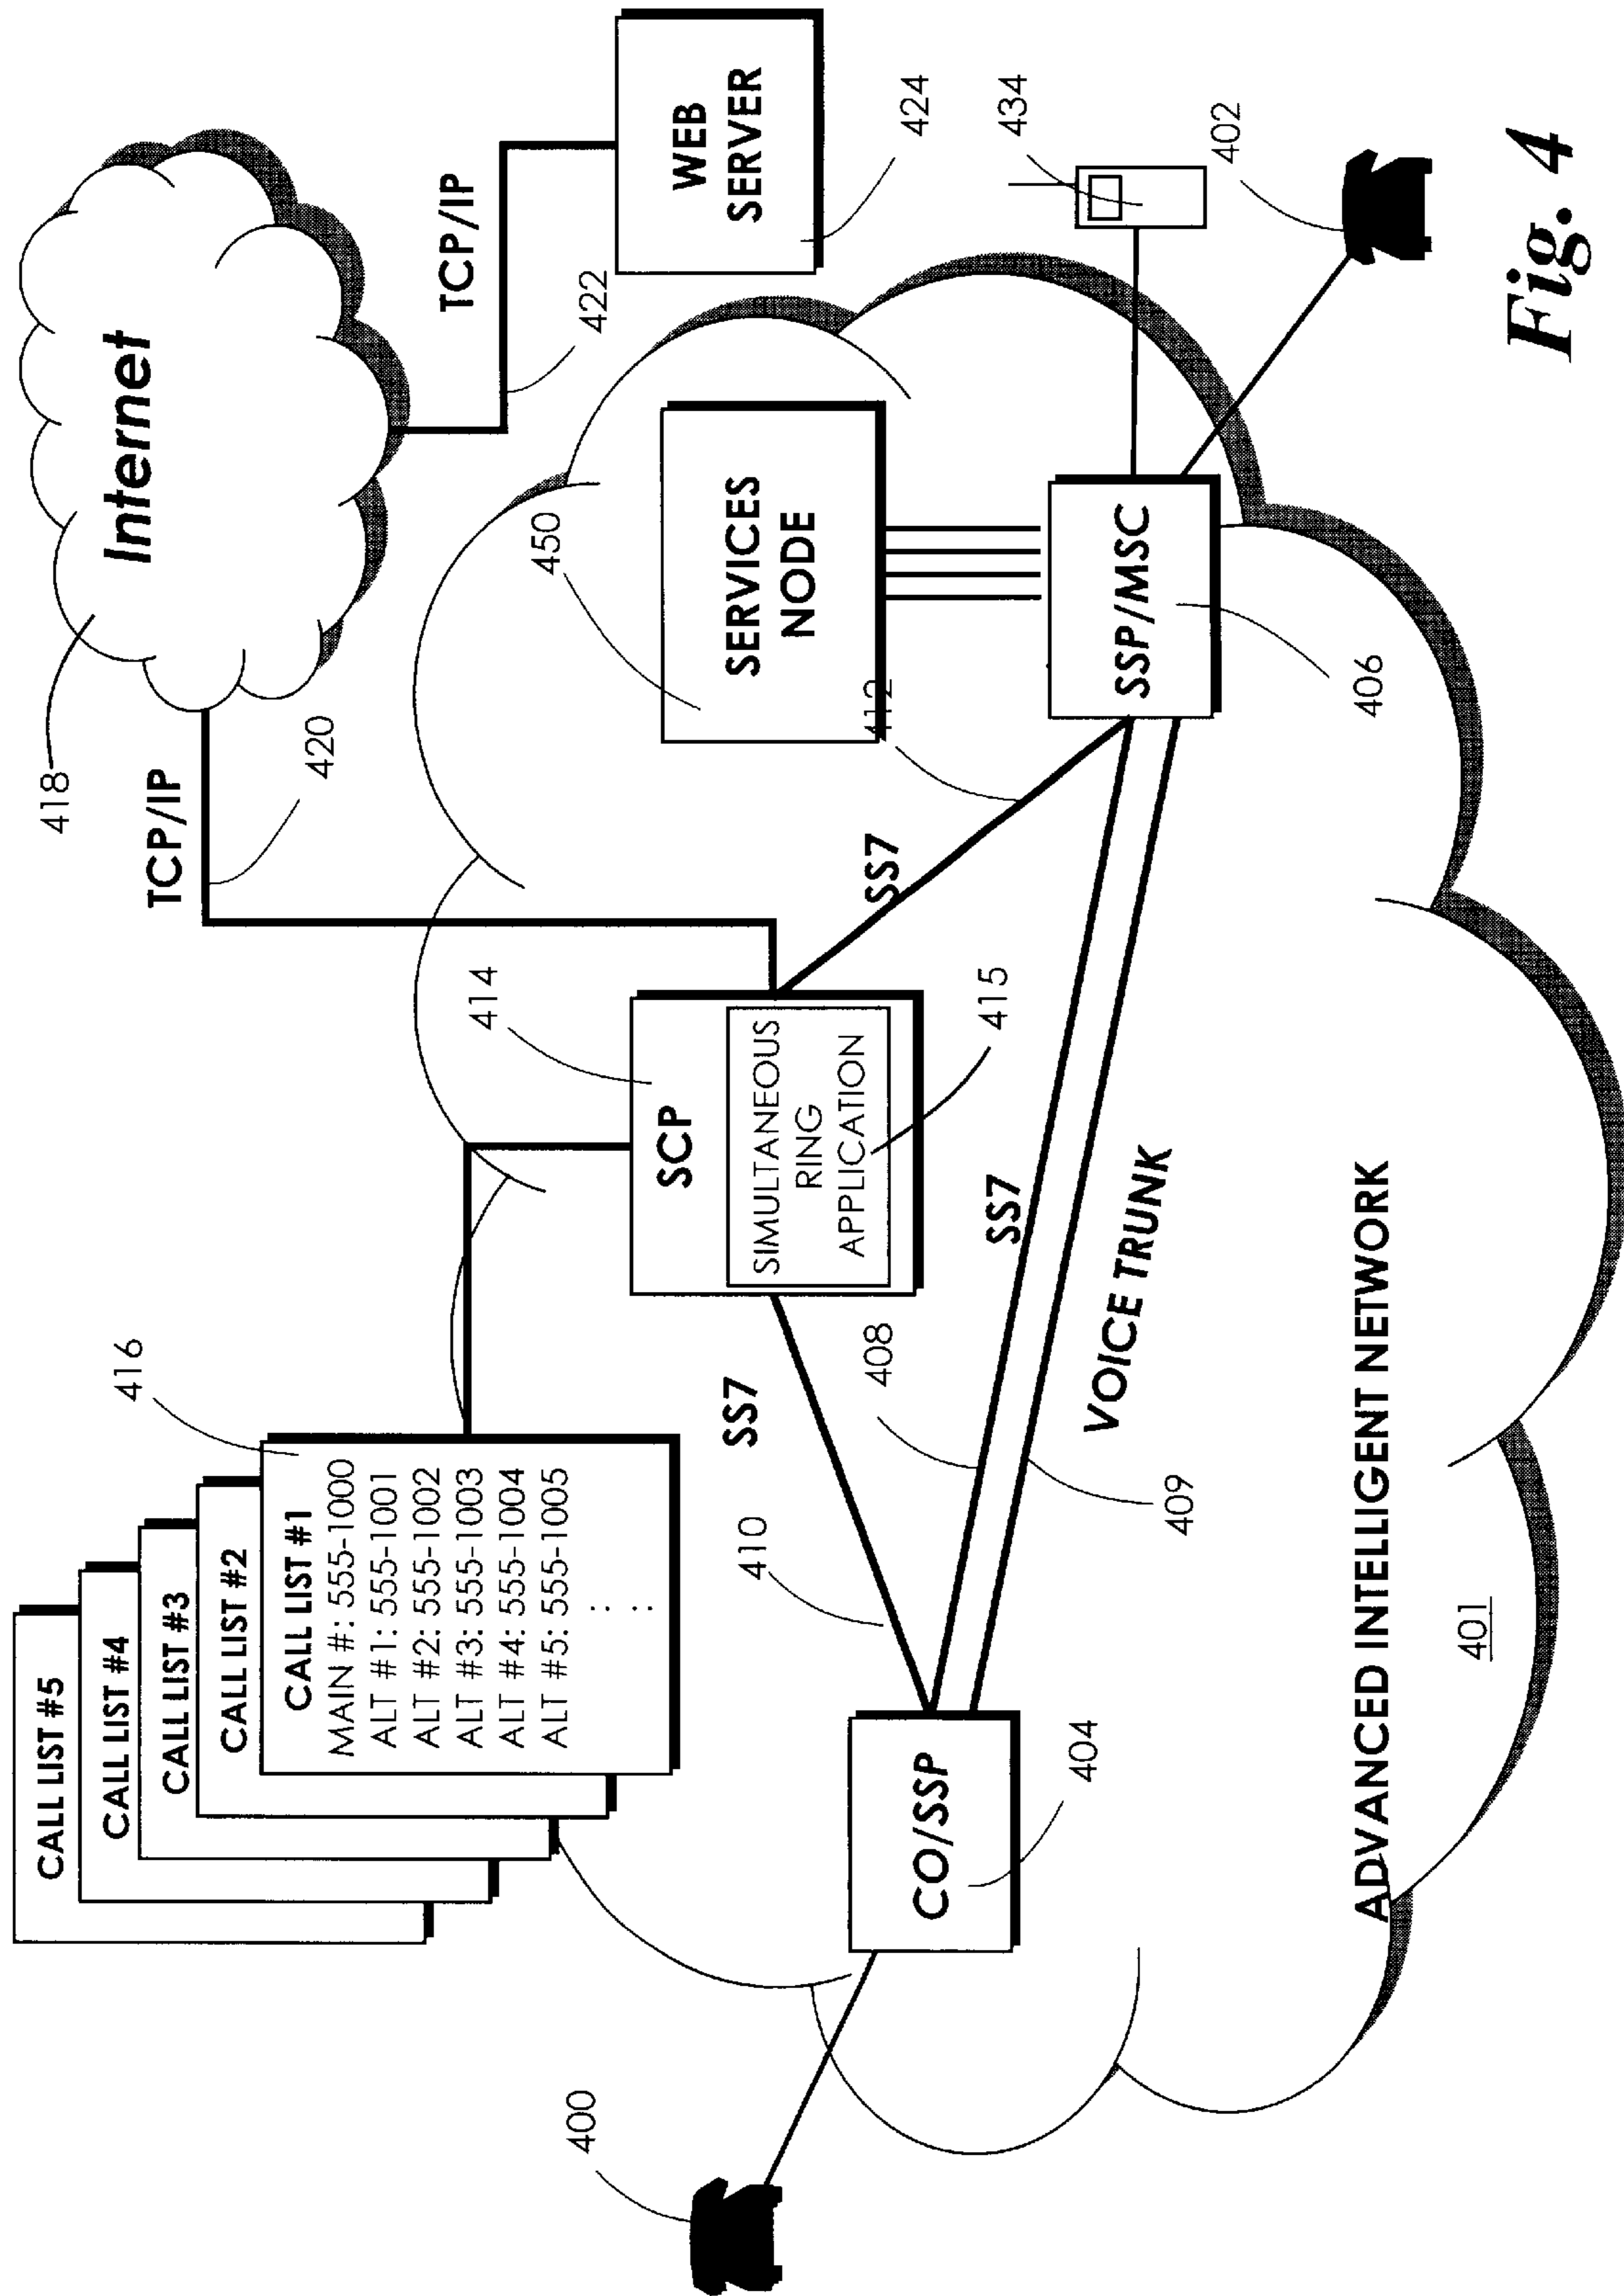 418
Internet
TCP/IP
420
TCP/IP
422
WEB
SERVER
424
416
CALL LIST #5
CALL LIST #4
CALL LIST #3
CALL LIST #2
CALL LIST #1
MAIN #: 555-1000
ALT #1: 555-1001
ALT #2: 555-1002
ALT #3: 555-1003
ALT #4: 555-1004
ALT #5: 555-1005
:
:
414
SCP
SIMULTANEOUS
RING
APPLICATION
415
450
SERVICES
NODE
412
SS7
SS7
410
408
SS7
409
VOICE TRUNK
400
CO/SSP
404
SSP/MSC
406
434
402
ADVANCED INTELLIGENT NETWORK
401
Fig. 4